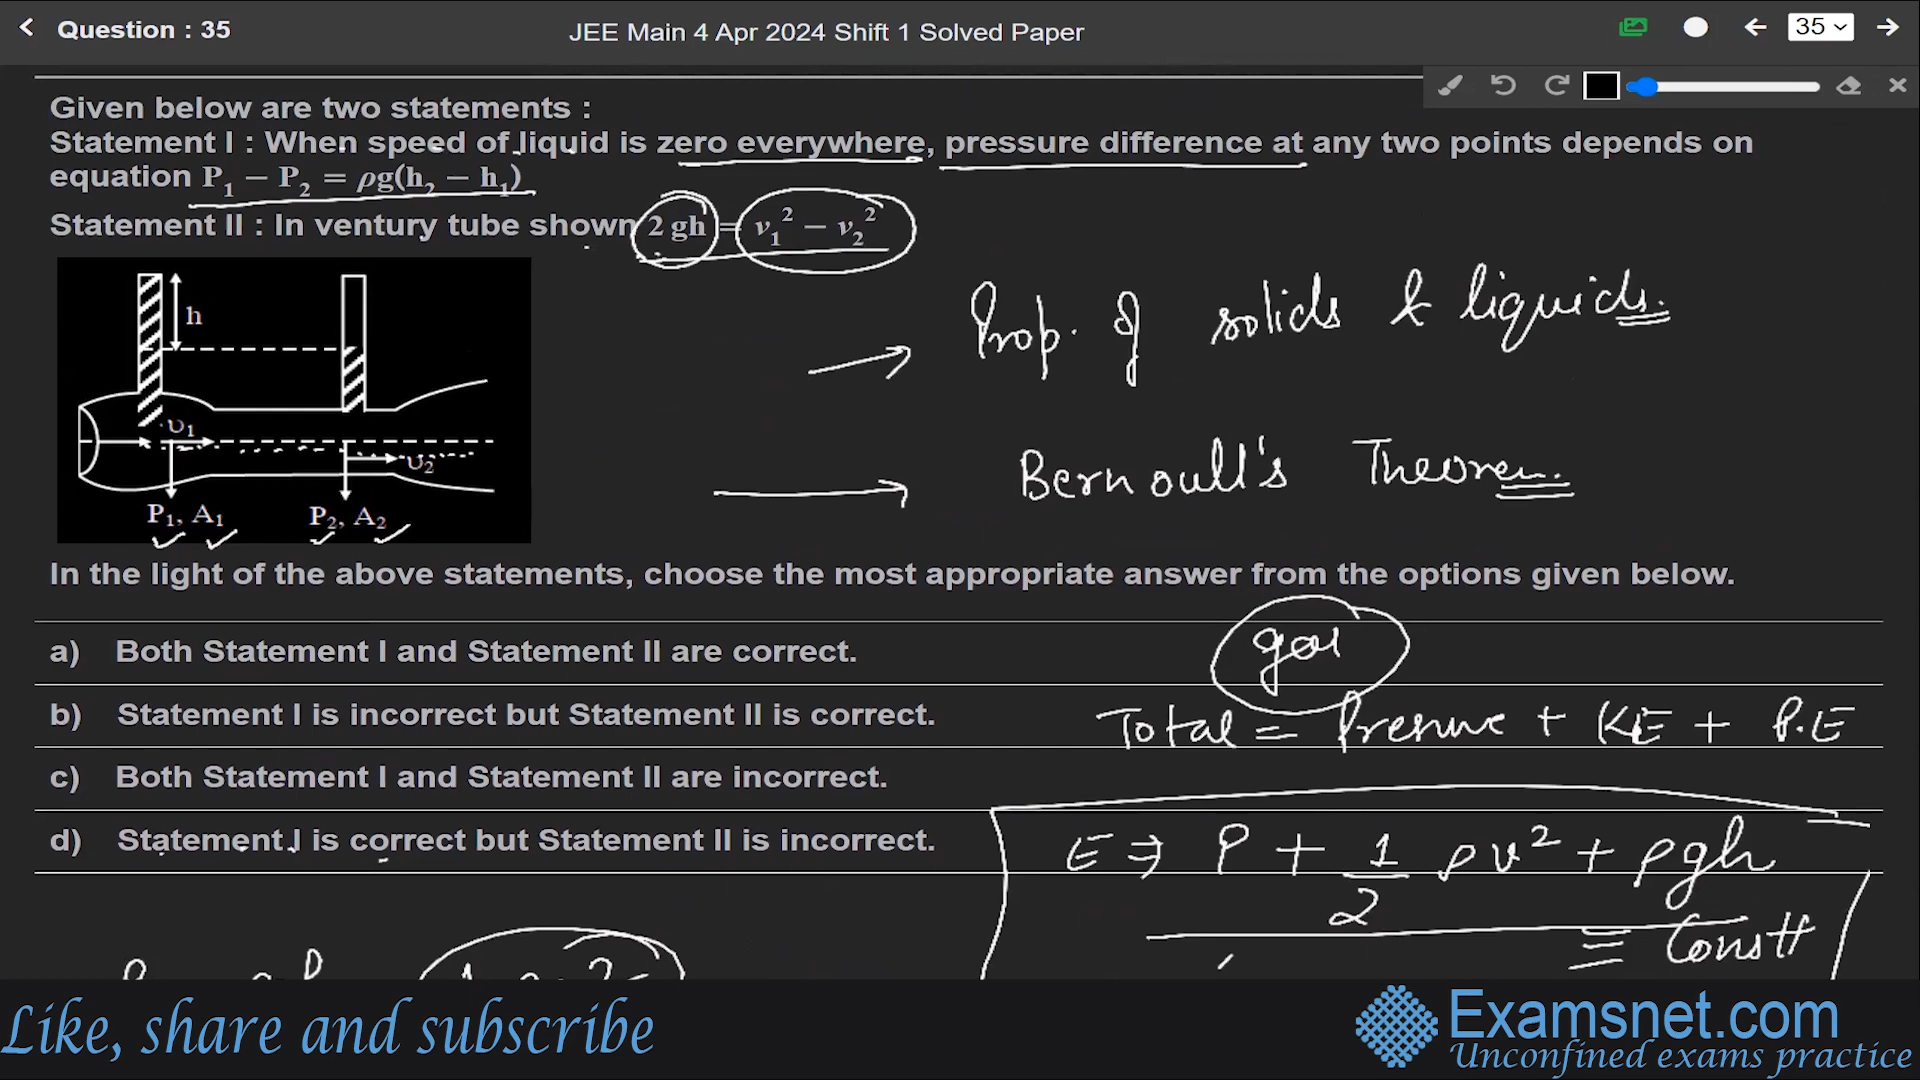 Question : 35
JEE Main 4 Apr 2024 Shift 1 Solved Paper
35
Given below are two statements :
Statement I : When speed of liquid is zero everywhere, pressure difference at any two points depends on
equation P₁ − P₂ = ρg(h₂ − h₁)
Statement II : In ventury tube shown 2 gh = v₁² − v₂²
h
υ₁
υ₂
P₁, A₁
P₂, A₂
Prop. of solids & liquids.
Bernoull's Theorem.
In the light of the above statements, choose the most appropriate answer from the options given below.
a) Both Statement I and Statement II are correct.
b) Statement I is incorrect but Statement II is correct.
c) Both Statement I and Statement II are incorrect.
d) Statement I is correct but Statement II is incorrect.
Total = Pressure + KE + P.E
E ⇒ P + 1/2 ρv² + ρgh
= Constt
Like, share and subscribe
Examsnet.com
Unconfined exams practice